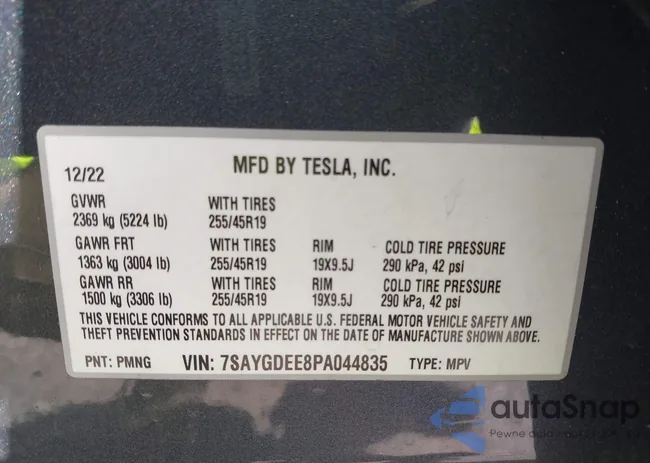 12/22
MFD BY TESLA, INC.
GVWR WITH TIRES
2369 kg (5224 lb) 255/45R19
GAWR FRT WITH TIRES RIM COLD TIRE PRESSURE
1363 kg (3004 lb) 255/45R19 19X9.5J 290 kPa, 42 psi
GAWR RR WITH TIRES RIM COLD TIRE PRESSURE
1500 kg (3306 lb) 255/45R19 19X9.5J 290 kPa, 42 psi
THIS VEHICLE CONFORMS TO ALL APPLICABLE U.S. FEDERAL MOTOR VEHICLE SAFETY AND
THEFT PREVENTION STANDARDS IN EFFECT ON THE DATE OF MANUFACTURE SHOWN ABOVE.
PNT: PMNG VIN: 7SAYGDEE8PA044835 TYPE: MPV
autaSnap
Pewne auto